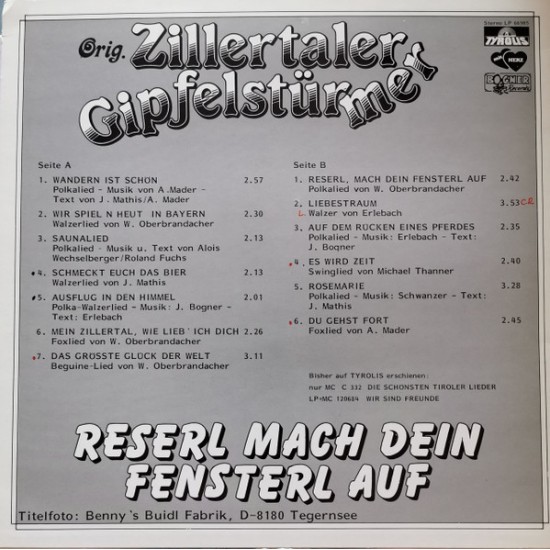 Stereo LP
TYROLIS
MEIN HERZ
BOGNER
Records
Orig. Zillertaler
Gipfelstürmer
Seite A
1. WANDERN IST SCHÖN 2.57
Polkalied - Musik von A. Mader -
Text von J. Mathis/A. Mader
2. WIR SPIEL N HEUT IN BAYERN 2.30
Walzerlied von W. Oberbrandacher
3. SAUNALIED 2.13
Polkalied - Musik u. Text von Alois
Wechselberger/Roland Fuchs
4. SCHMECKT EUCH DAS BIER 2.13
Walzerlied von J. Mathis
5. AUSFLUG IN DEN HIMMEL 2.01
Polka-Walzerlied - Musik: J. Bogner -
Text: Erlebach
6. MEIN ZILLERTAL, WIE LIEB' ICH DICH 2.26
Foxlied von W. Oberbrandacher
7. DAS GRÖSSTE GLÜCK DER WELT 3.11
Beguine-Lied von W. Oberbrandacher
Seite B
1. RESERL, MACH DEIN FENSTERL AUF 2.42
Polkalied von W. Oberbrandacher
2. LIEBESTRAUM 3.53 CR
L. Walzer von Erlebach
3. AUF DEM RÜCKEN EINES PFERDES 2.35
Polkalied - Musik: Erlebach - Text:
J. Bogner
4. ES WIRD ZEIT 2.40
Swinglied von Michael Thanner
5. ROSEMARIE 3.28
Polkalied - Musik: Schwanzer - Text:
J. Mathis
6. DU GEHST FORT 2.45
Foxlied von A. Mader
Bisher auf TYROLIS erschienen:
nur MC C 332 DIE SCHÖNSTEN TIROLER LIEDER
LP+MC 120684 WIR SIND FREUNDE
RESERL MACH DEIN
FENSTERL AUF
Titelfoto: Benny's Buidl Fabrik, D-8180 Tegernsee